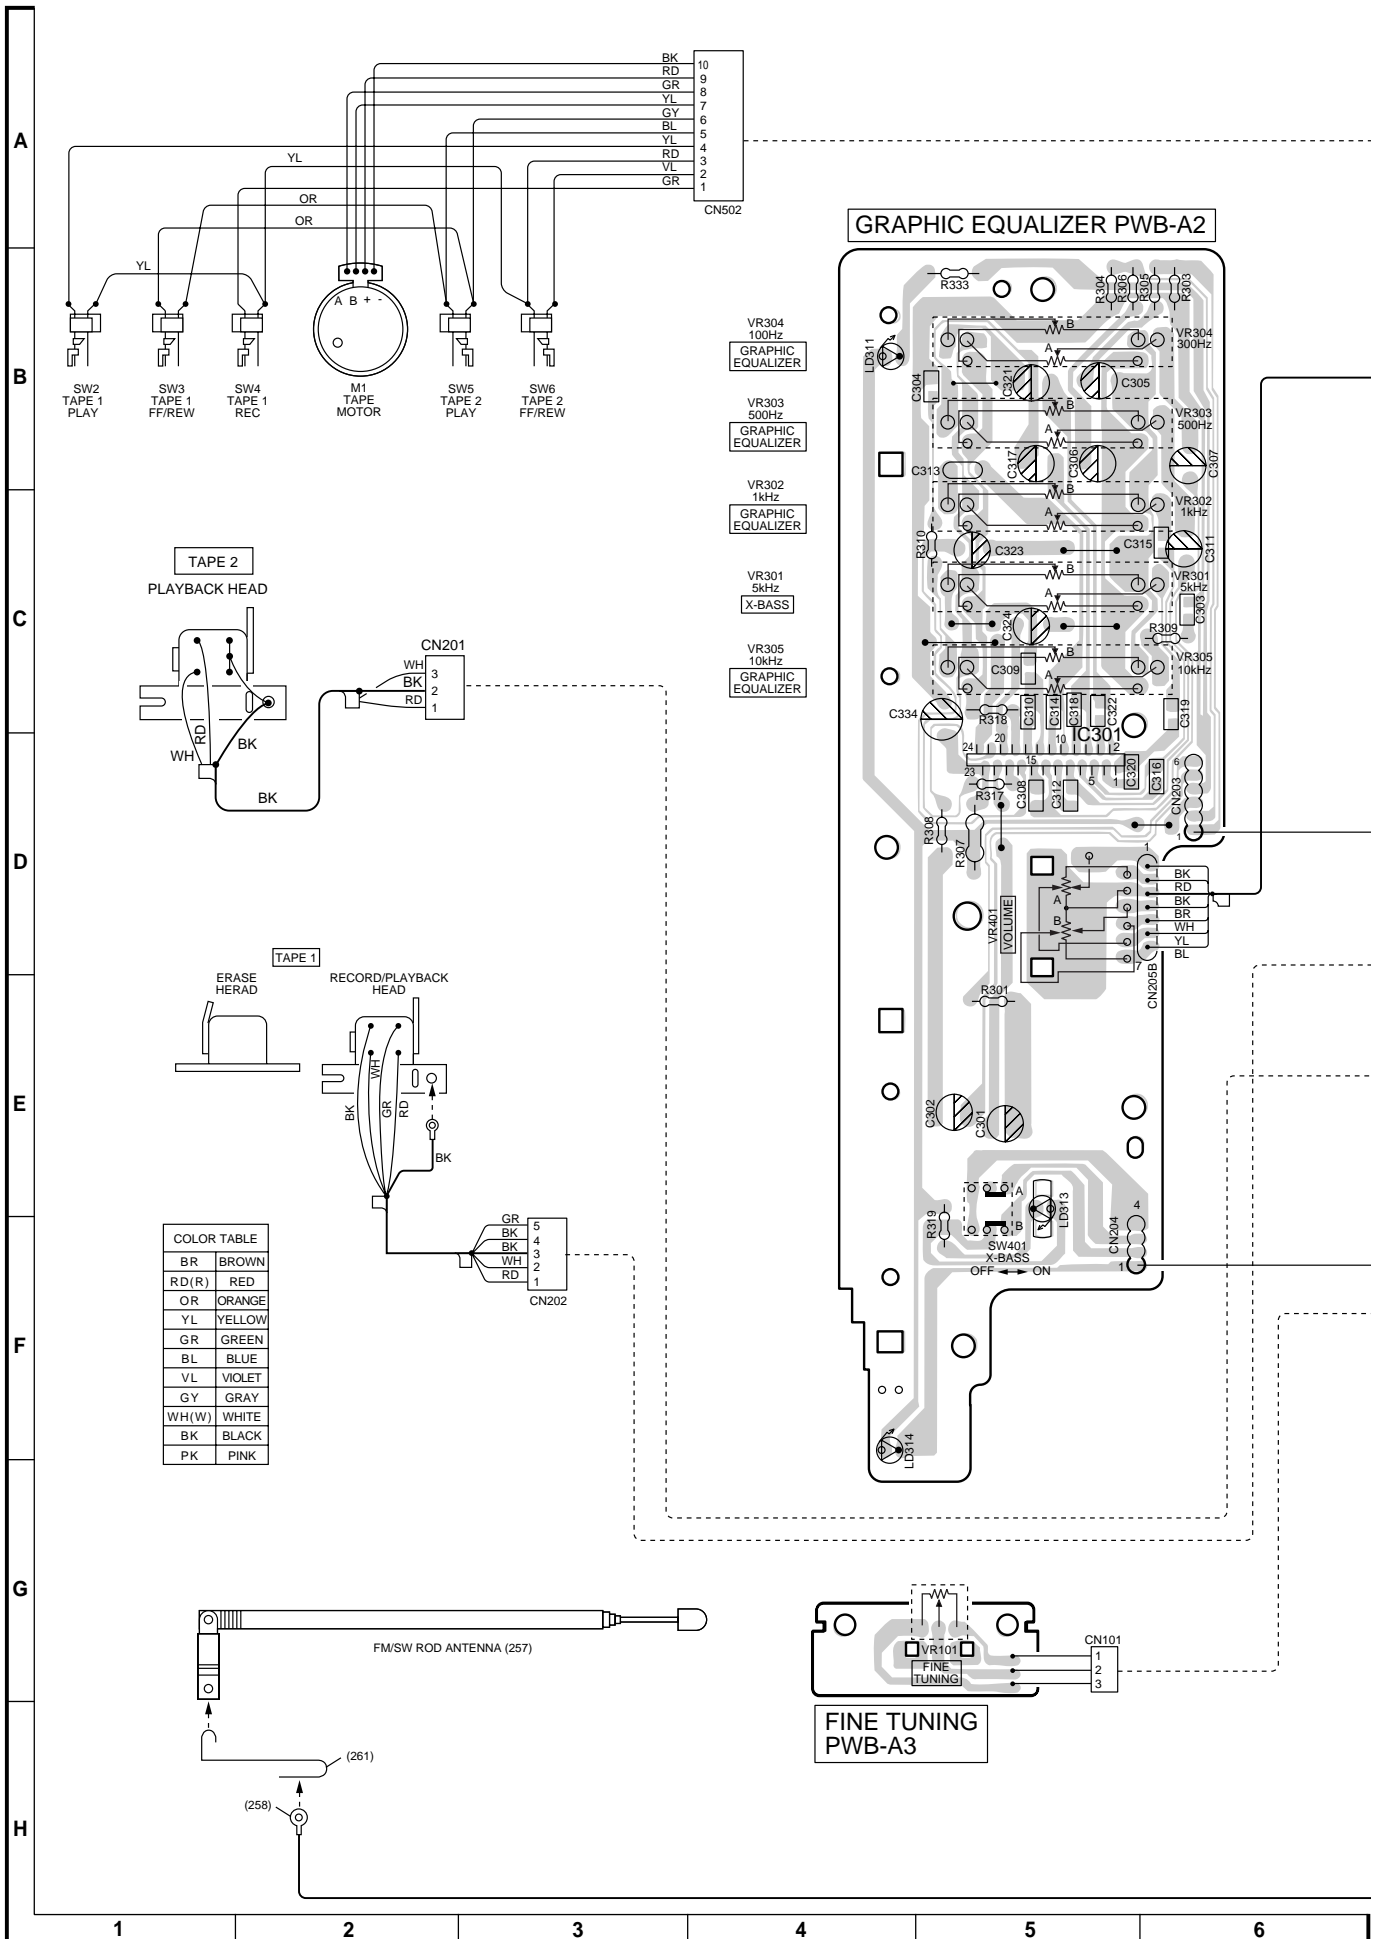 A
B
C
D
E
F
G
H
1
2
3
4
5
6
BK
RD
GR
YL
GY
BL
YL
RD
VL
GR
10
9
8
7
6
5
4
3
2
1
CN502
YL
OR
OR
YL
A B + -
SW2
TAPE 1
PLAY
SW3
TAPE 1
FF/REW
SW4
TAPE 1
REC
M1
TAPE
MOTOR
SW5
TAPE 2
PLAY
SW6
TAPE 2
FF/REW
GRAPHIC EQUALIZER PWB-A2
VR304
100Hz
GRAPHIC
EQUALIZER
VR303
500Hz
GRAPHIC
EQUALIZER
VR302
1kHz
GRAPHIC
EQUALIZER
VR301
5kHz
X-BASS
VR305
10kHz
GRAPHIC
EQUALIZER
R333
R304
R306
R305
R303
LD311
B
A
VR304
300Hz
C304
C321
C305
B
A
VR303
500Hz
C313
C317
C306
C307
B
A
VR302
1kHz
R310
C323
C315
C311
B
A
VR301
5kHz
C303
C324
R309
B
A
C309
VR305
10kHz
C334
R318
C310
C314
C318
C322
C319
IC301
24
20
10
2
15
23
5
1
R317
C308
C312
C320
C316
6
CN203
1
R308
R307
VR401
VOLUME
A
B
1
7
CN205B
BK
RD
BK
BR
WH
YL
BL
R301
C302
C301
A
B
R319
SW401
X-BASS
OFF
ON
LD313
4
CN204
1
LD314
TAPE 2
PLAYBACK HEAD
WH
RD
BK
BK
CN201
WH
BK
RD
3
2
1
TAPE 1
ERASE
HERAD
RECORD/PLAYBACK
HEAD
BK
WH
GR
RD
BK
GR
BK
BK
WH
RD
5
4
3
2
1
CN202
COLOR TABLE
BR BROWN
RD(R) RED
OR ORANGE
YL YELLOW
GR GREEN
BL BLUE
VL VIOLET
GY GRAY
WH(W) WHITE
BK BLACK
PK PINK
FM/SW ROD ANTENNA (257)
(261)
(258)
VR101
FINE
TUNING
CN101
1
2
3
FINE TUNING
PWB-A3